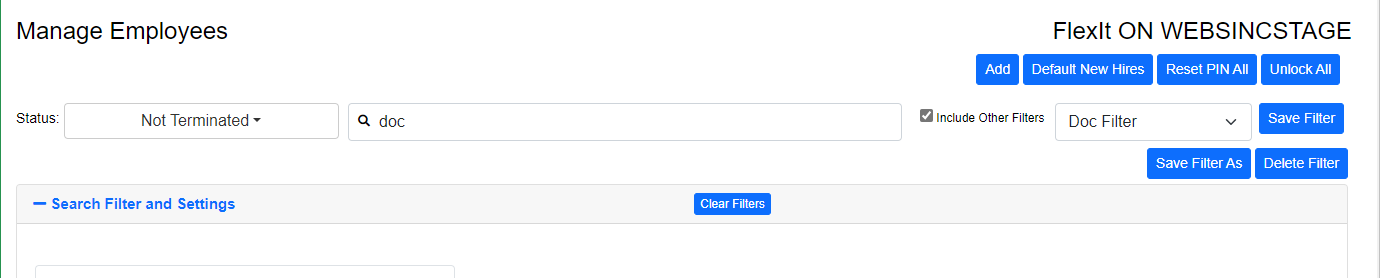 Manage Employees
FlexIt ON WEBSINCSTAGE
Add Default New Hires Reset PIN All Unlock All
Status: Not Terminated doc Include Other Filters Doc Filter Save Filter
Save Filter As Delete Filter
Search Filter and Settings Clear Filters